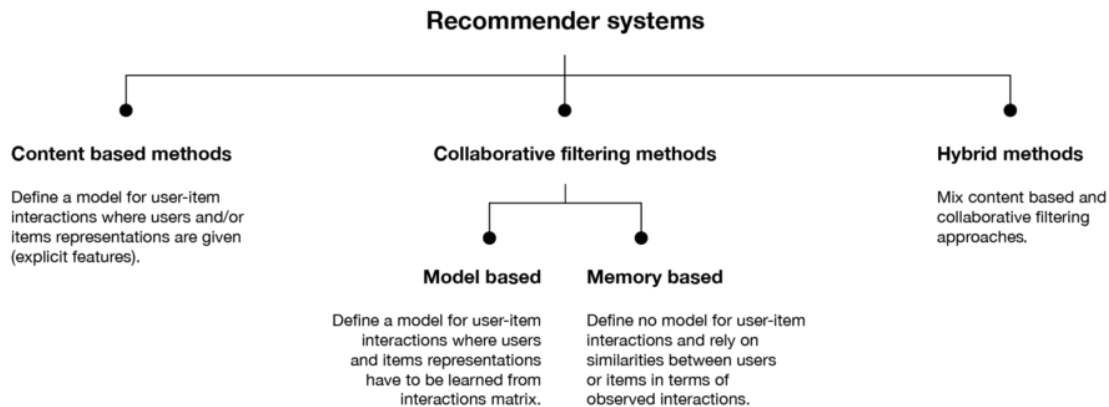 Recommender systems
Content based methods
Define a model for user-item
interactions where users and/or
items representations are given
(explicit features).
Collaborative filtering methods
Model based
Define a model for user-item
interactions where users
and items representations
have to be learned from
interactions matrix.
Memory based
Define no model for user-item
interactions and rely on
similarities between users
or items in terms of
observed interactions.
Hybrid methods
Mix content based and
collaborative filtering
approaches.